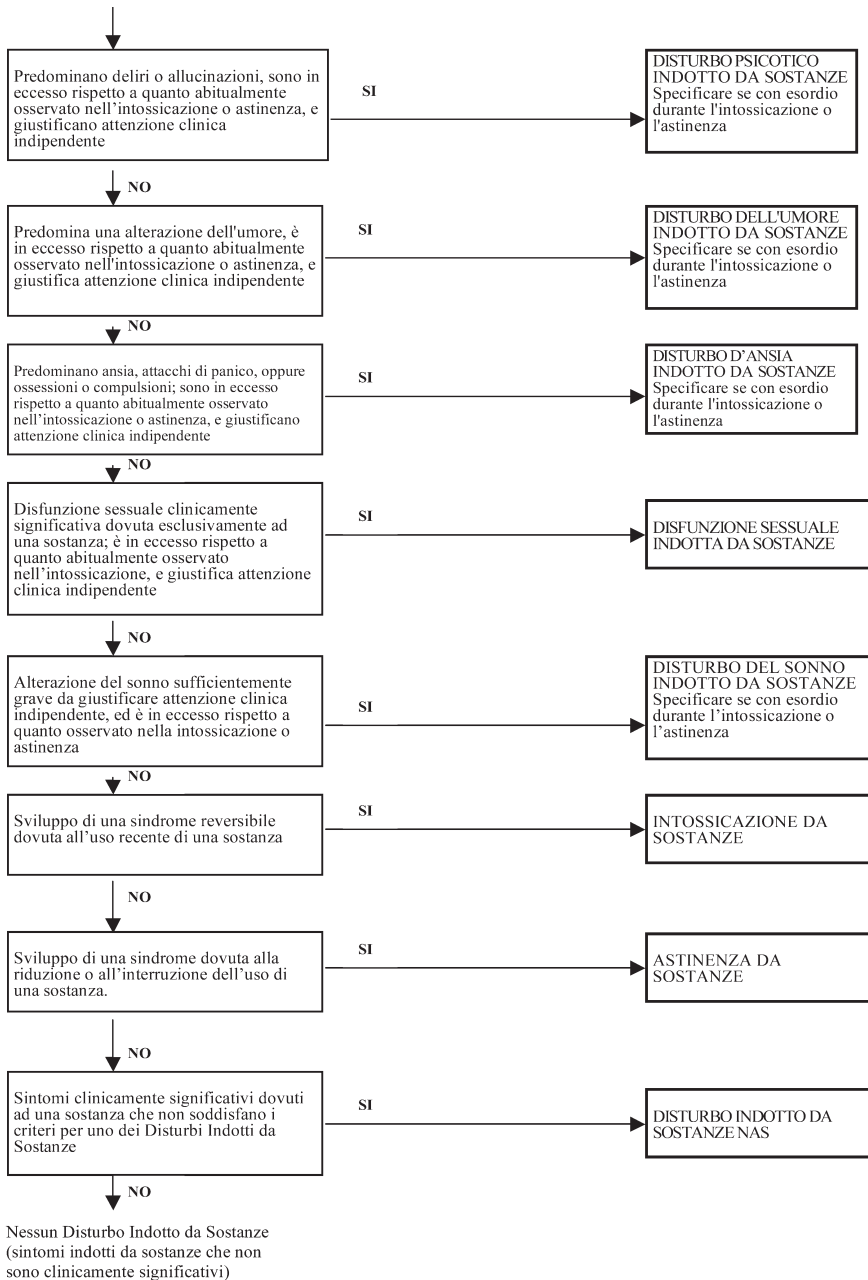 Predominano deliri o allucinazioni, sono in
eccesso rispetto a quanto abitualmente
osservato nell'intossicazione o astinenza, e
giustificano attenzione clinica
indipendente
SI
DISTURBO PSICOTICO
INDOTTO DA SOSTANZE
Specificare se con esordio
durante l'intossicazione o
l'astinenza
NO
Predomina una alterazione dell'umore, è
in eccesso rispetto a quanto abitualmente
osservato nell'intossicazione o astinenza, e
giustifica attenzione clinica indipendente
SI
DISTURBO DELL'UMORE
INDOTTO DA SOSTANZE
Specificare se con esordio
durante l'intossicazione o
l'astinenza
NO
Predominano ansia, attacchi di panico, oppure
ossessioni o compulsioni; sono in eccesso
rispetto a quanto abitualmente osservato
nell'intossicazione o astinenza, e giustificano
attenzione clinica indipendente
SI
DISTURBO D'ANSIA
INDOTTO DA SOSTANZE
Specificare se con esordio
durante l'intossicazione o
l'astinenza
NO
Disfunzione sessuale clinicamente
significativa dovuta esclusivamente ad
una sostanza; è in eccesso rispetto a
quanto abitualmente osservato
nell'intossicazione, e giustifica attenzione
clinica indipendente
SI
DISFUNZIONE SESSUALE
INDOTTA DA SOSTANZE
NO
Alterazione del sonno sufficientemente
grave da giustificare attenzione clinica
indipendente, ed è in eccesso rispetto a
quanto osservato nella intossicazione o
astinenza
SI
DISTURBO DEL SONNO
INDOTTO DA SOSTANZE
Specificare se con esordio
durante l'intossicazione o
l'astinenza
NO
Sviluppo di una sindrome reversibile
dovuta all'uso recente di una sostanza
SI
INTOSSICAZIONE DA
SOSTANZE
NO
Sviluppo di una sindrome dovuta alla
riduzione o all'interruzione dell'uso di
una sostanza.
SI
ASTINENZA DA
SOSTANZE
NO
Sintomi clinicamente significativi dovuti
ad una sostanza che non soddisfano i
criteri per uno dei Disturbi Indotti da
Sostanze
SI
DISTURBO INDOTTO DA
SOSTANZE NAS
NO
Nessun Disturbo Indotto da Sostanze
(sintomi indotti da sostanze che non
sono clinicamente significativi)